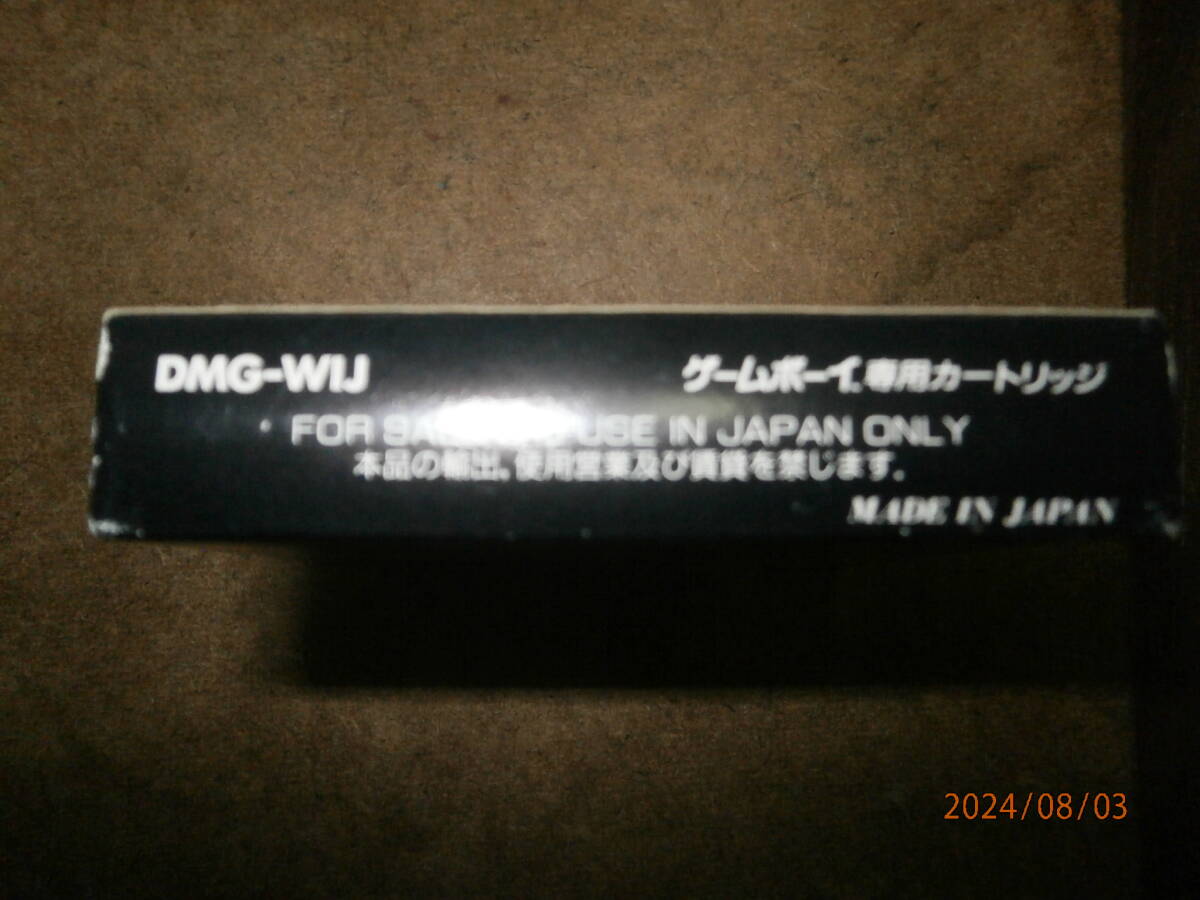 DMG-WIJ
ゲームボーイ専用カートリッジ
FOR USE IN JAPAN ONLY
本品の輸出、使用営業及び賃貸を禁じます。
MADE IN JAPAN
2024/08/03